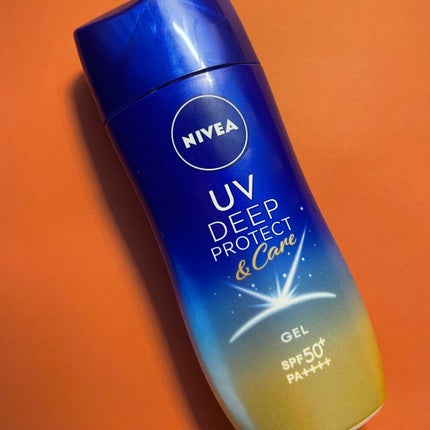 NIVEA
UV
DEEP
PROTECT
& Care
GEL
SPF50+
PA++++